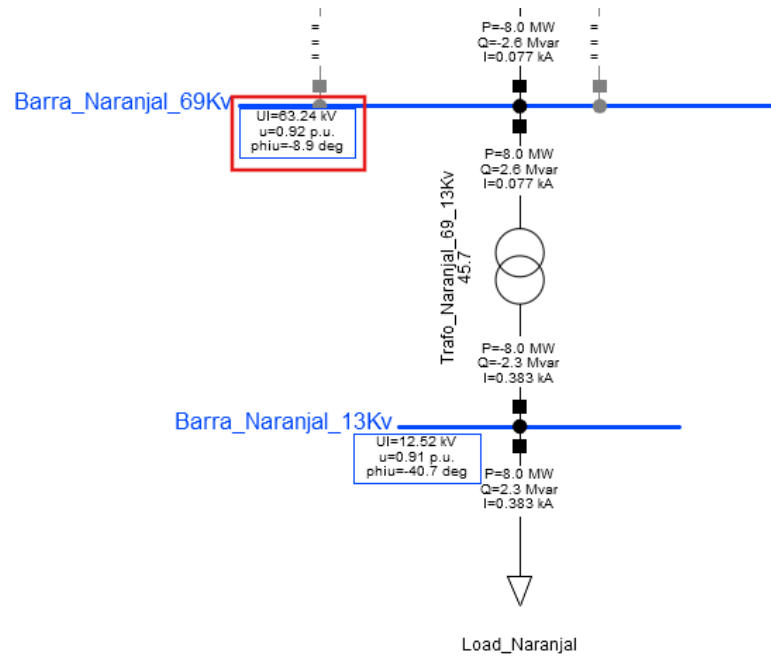 =
=
=
P=-8.0 MW
Q=-2.6 Mvar
I=0.077 kA
=
=
=
Barra_Naranjal_69Kv
Ul=63.24 kV
u=0.92 p.u.
phiu=-8.9 deg
P=8.0 MW
Q=2.6 Mvar
I=0.077 kA
Trafo_Naranjal_69_13Kv
45.7
P=-8.0 MW
Q=-2.3 Mvar
I=0.383 kA
Barra_Naranjal_13Kv
Ul=12.52 kV
u=0.91 p.u.
phiu=-40.7 deg
P=8.0 MW
Q=2.3 Mvar
I=0.383 kA
Load_Naranjal